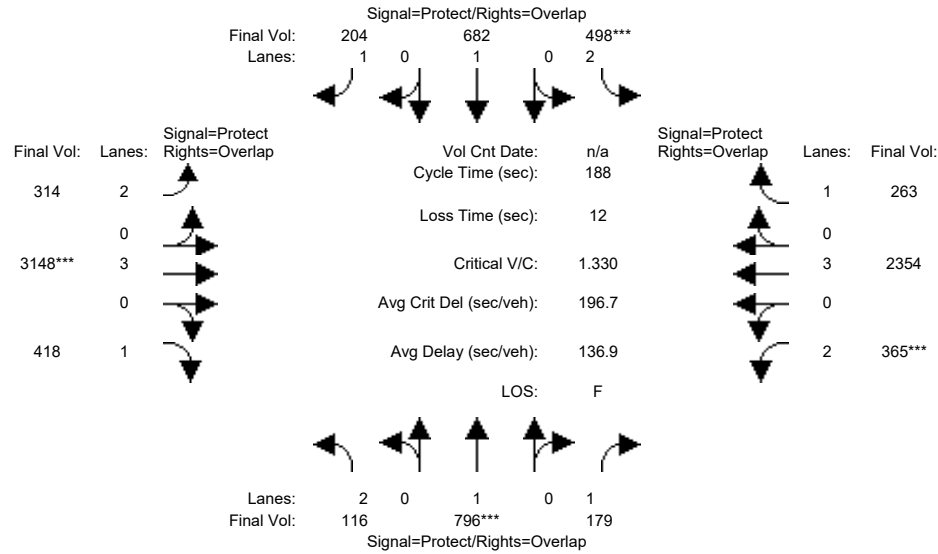 Signal=Protect/Rights=Overlap
Final Vol: 204 682 498***
Lanes: 1 0 1 0 2
Signal=Protect
Final Vol: Lanes: Rights=Overlap
Vol Cnt Date: n/a
Signal=Protect
Rights=Overlap Lanes: Final Vol:
Cycle Time (sec): 188
314 2
1 263
Loss Time (sec): 12
0
0
3148*** 3
Critical V/C: 1.330
3 2354
0
Avg Crit Del (sec/veh): 196.7
0
418 1
Avg Delay (sec/veh): 136.9
2 365***
LOS: F
Lanes: 2 0 1 0 1
Final Vol: 116 796*** 179
Signal=Protect/Rights=Overlap